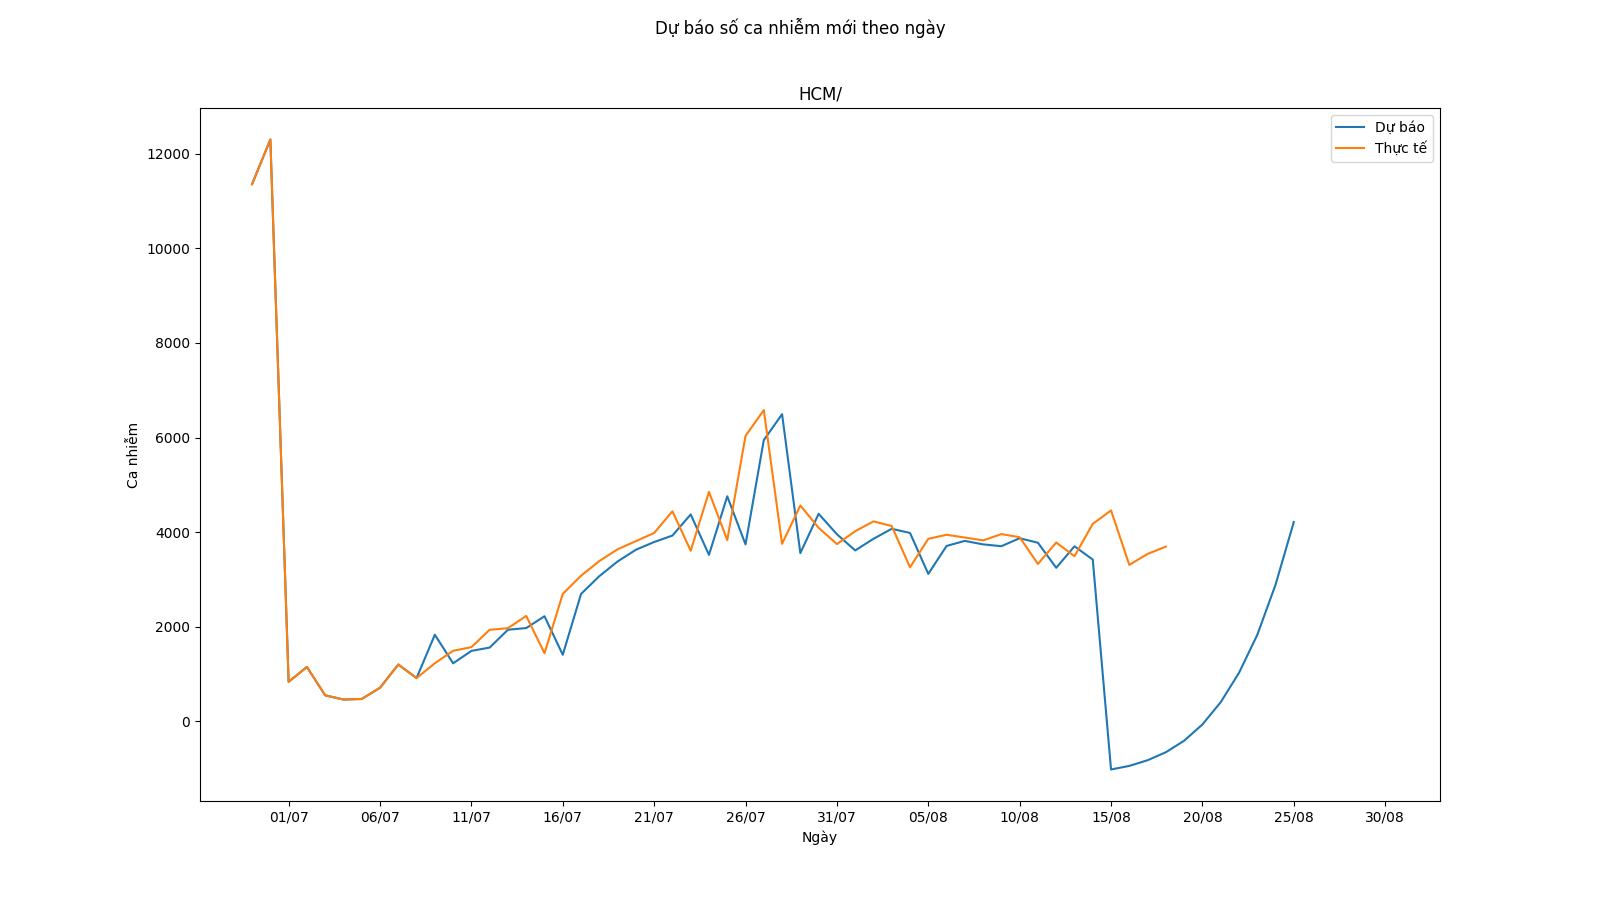 Dự báo số ca nhiễm mới theo ngày
HCM/
Dự báo
Thực tế
12000
10000
8000
6000
4000
2000
0
Ca nhiễm
01/07 06/07 11/07 16/07 21/07 26/07 31/07 05/08 10/08 15/08 20/08 25/08 30/08
Ngày